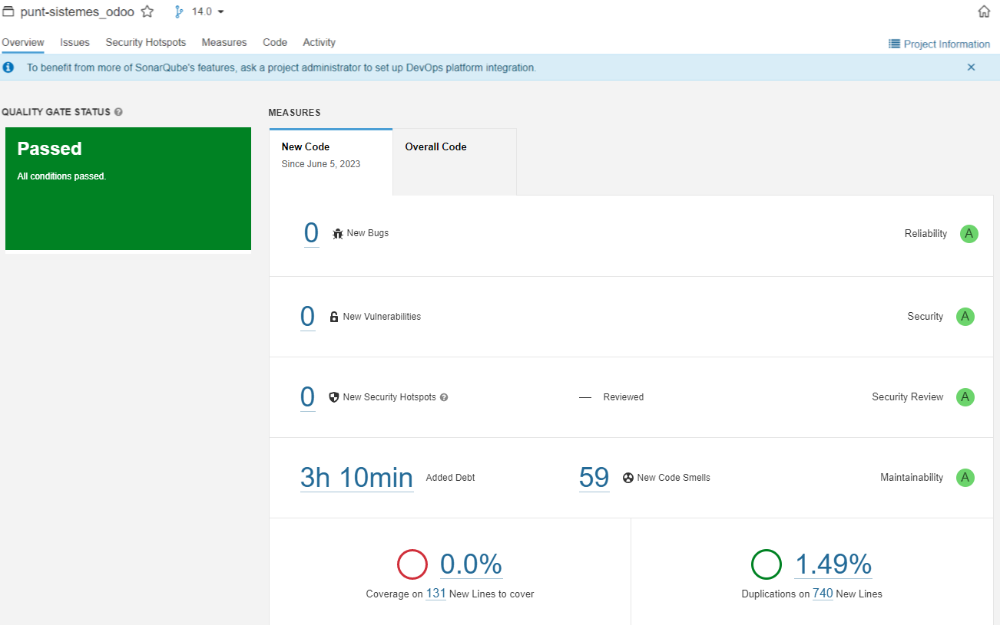 punt-sistemes_odoo 14.0
Overview Issues Security Hotspots Measures Code Activity Project Information
To benefit from more of SonarQube's features, ask a project administrator to set up DevOps platform integration.
QUALITY GATE STATUS
Passed
All conditions passed.
MEASURES
New Code
Since June 5, 2023
Overall Code
0 New Bugs Reliability A
0 New Vulnerabilities Security A
0 New Security Hotspots — Reviewed Security Review A
3h 10min Added Debt 59 New Code Smells Maintainability A
0.0%
Coverage on 131 New Lines to cover
1.49%
Duplications on 740 New Lines